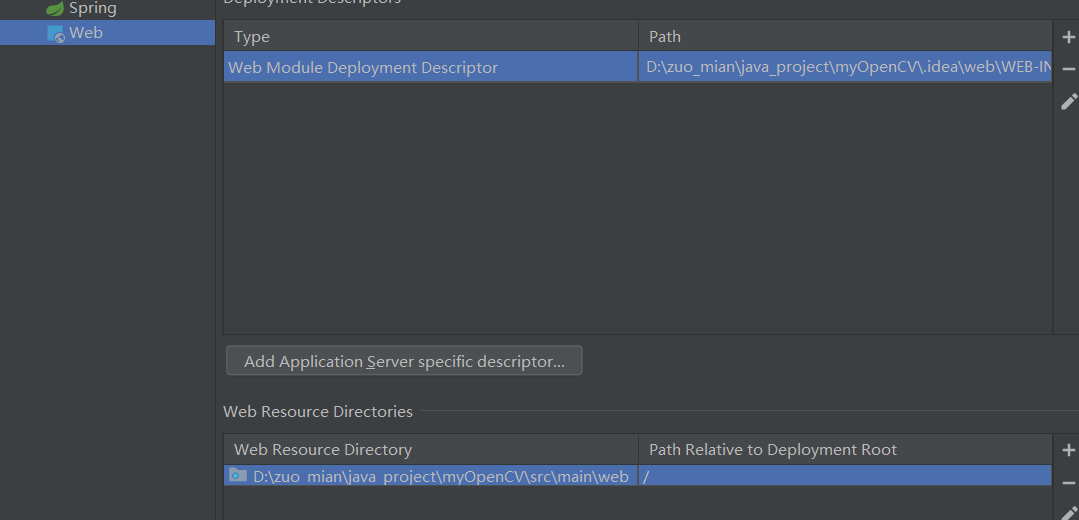 Deployment Descriptors
Spring
Web
Type Path
Web Module Deployment Descriptor D:\zuo_mian\java_project\myOpenCV\.idea\web\WEB-IN
Add Application Server specific descriptor...
Web Resource Directories
Web Resource Directory Path Relative to Deployment Root
D:\zuo_mian\java_project\myOpenCV\src\main\web /